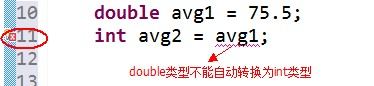 10 double avg1 = 75.5;
11 int avg2 = avg1;
12
double类型不能自动转换为int类型